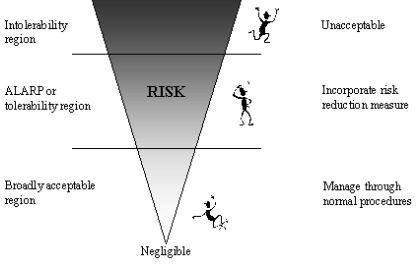 Intolerability
region
Unacceptable
ALARP or
tolerability region
RISK
Incorporate risk
reduction measure
Broadly acceptable
region
Manage through
normal procedures
Negligible